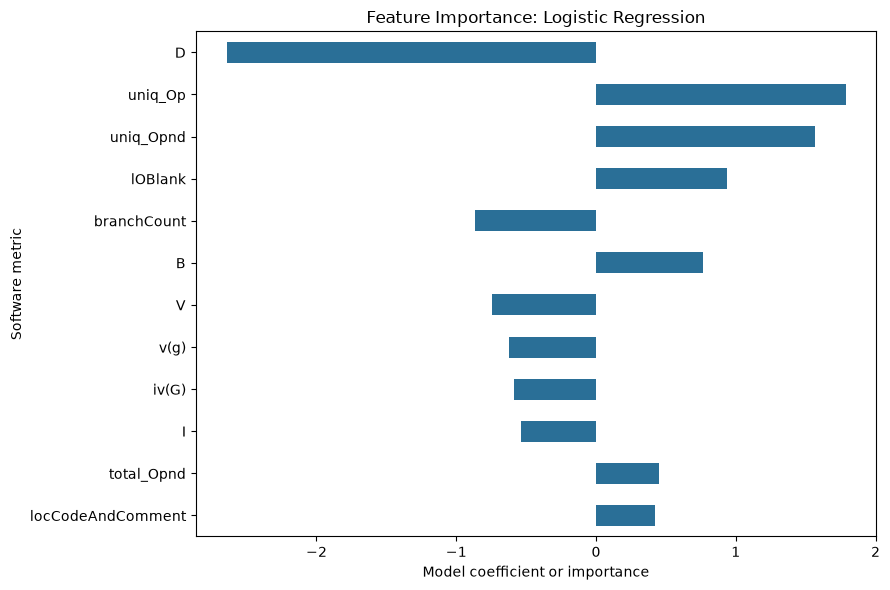 Feature Importance: Logistic Regression
Software metric
D
uniq_Op
uniq_Opnd
lOBlank
branchCount
B
V
v(g)
iv(G)
I
total_Opnd
locCodeAndComment
−2
−1
0
1
2
Model coefficient or importance